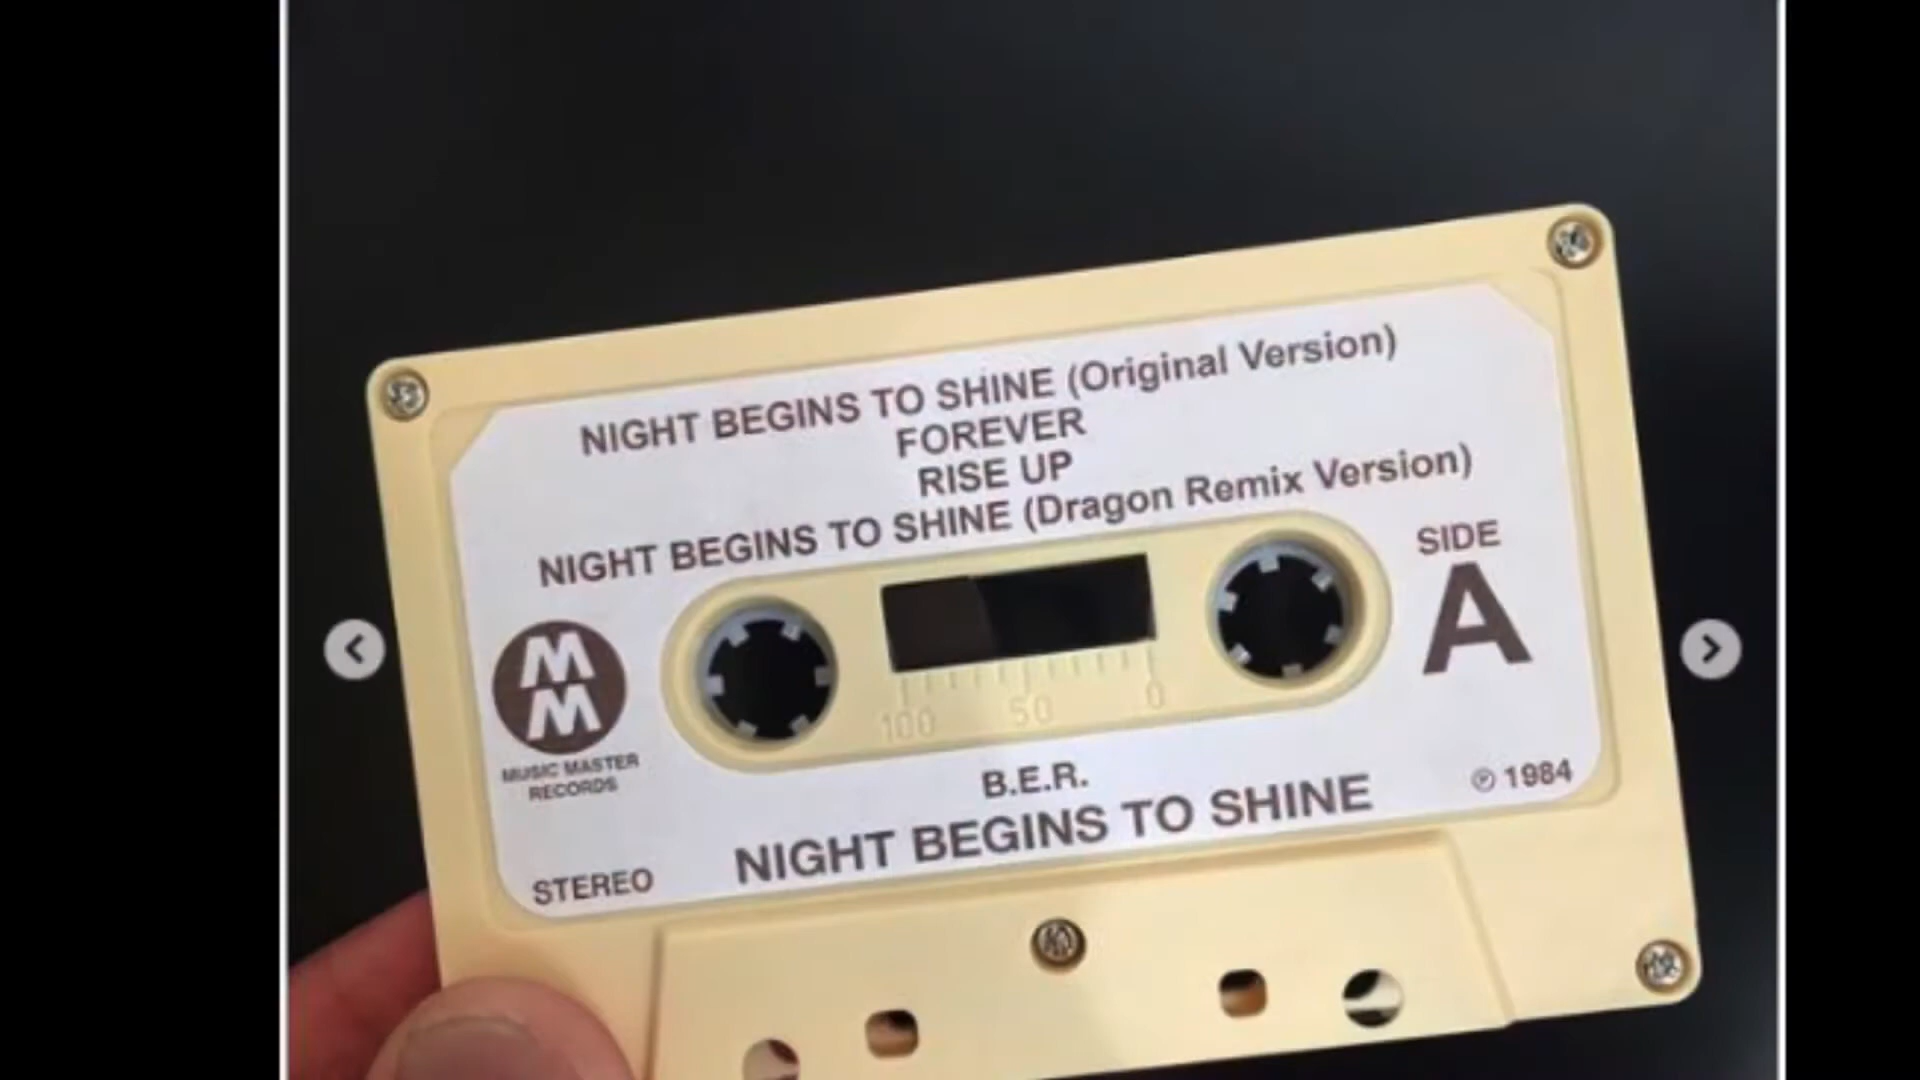 NIGHT BEGINS TO SHINE (Original Version)
FOREVER
RISE UP
NIGHT BEGINS TO SHINE (Dragon Remix Version)
SIDE
A
MM
MUSIC MASTER
RECORDS
100 50 0
B.E.R.
NIGHT BEGINS TO SHINE
℗ 1984
STEREO